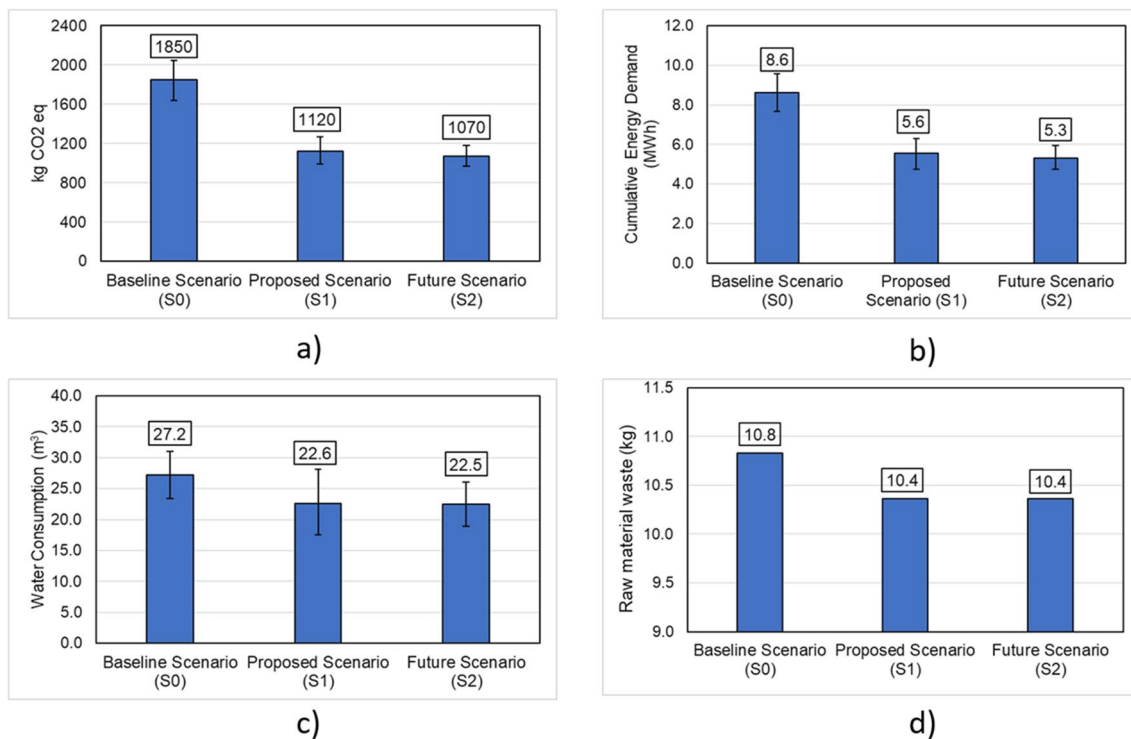 2400
2000
1600
1200
800
400
0
kg CO2 eq
1850
1120
1070
Baseline Scenario
(S0)
Proposed Scenario
(S1)
Future Scenario
(S2)
a)
12.0
10.0
8.0
6.0
4.0
2.0
0.0
Cumulative Energy Demand
(MWh)
8.6
5.6
5.3
Baseline Scenario
(S0)
Proposed
Scenario (S1)
Future Scenario
(S2)
b)
40.0
35.0
30.0
25.0
20.0
15.0
10.0
5.0
0.0
Water Consumption (m³)
27.2
22.6
22.5
Baseline Scenario
(S0)
Proposed Scenario
(S1)
Future Scenario
(S2)
c)
11.5
11.0
10.5
10.0
9.5
9.0
Raw material waste (kg)
10.8
10.4
10.4
Baseline Scenario
(S0)
Proposed Scenario
(S1)
Future Scenario
(S2)
d)